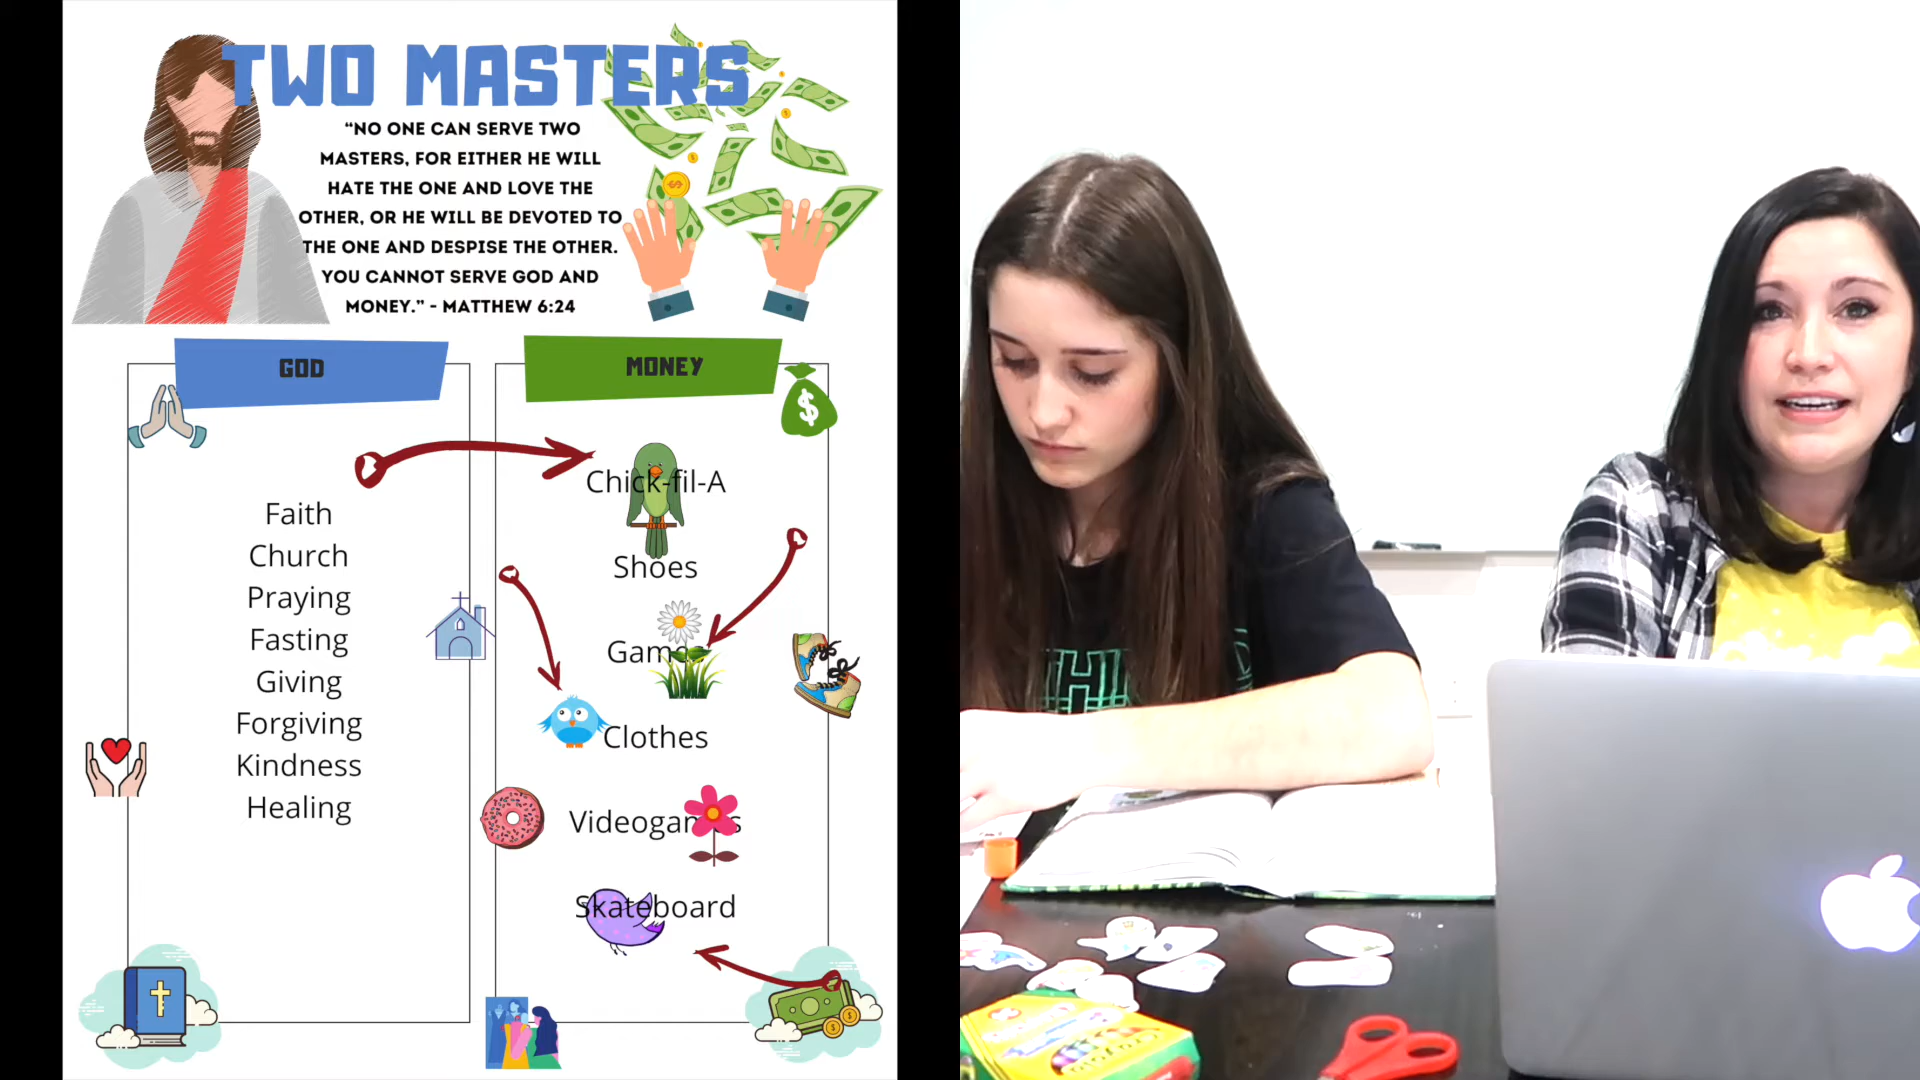 TWO MASTERS
“NO ONE CAN SERVE TWO
MASTERS, FOR EITHER HE WILL
HATE THE ONE AND LOVE THE
OTHER, OR HE WILL BE DEVOTED TO
THE ONE AND DESPISE THE OTHER.
YOU CANNOT SERVE GOD AND
MONEY.” - MATTHEW 6:24
GOD
Faith
Church
Praying
Fasting
Giving
Forgiving
Kindness
Healing
MONEY
$
Chick-fil-A
Shoes
Games
Clothes
Videogames
Skateboard